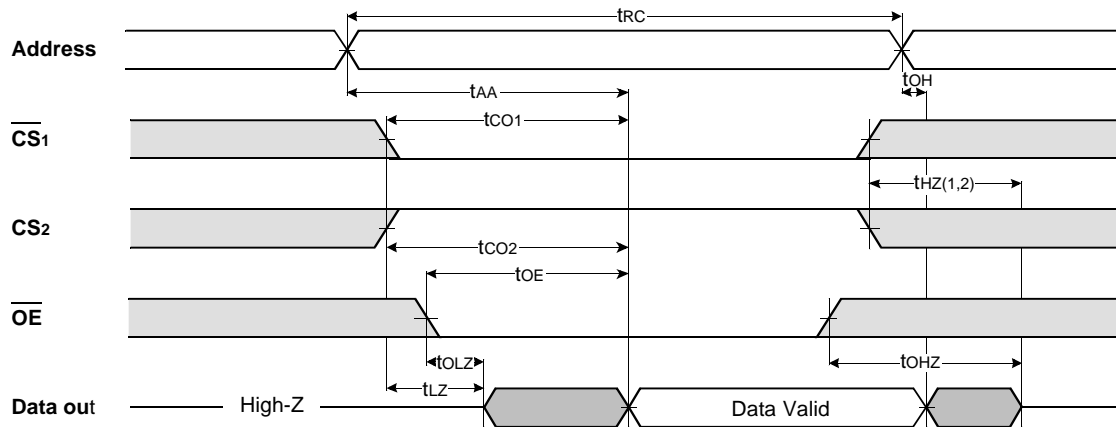 tRC
Address
tOH
tAA
tCO1
CS1
tHZ(1,2)
CS2
tCO2
tOE
OE
tOLZ
tOHZ
tLZ
Data out High-Z Data Valid